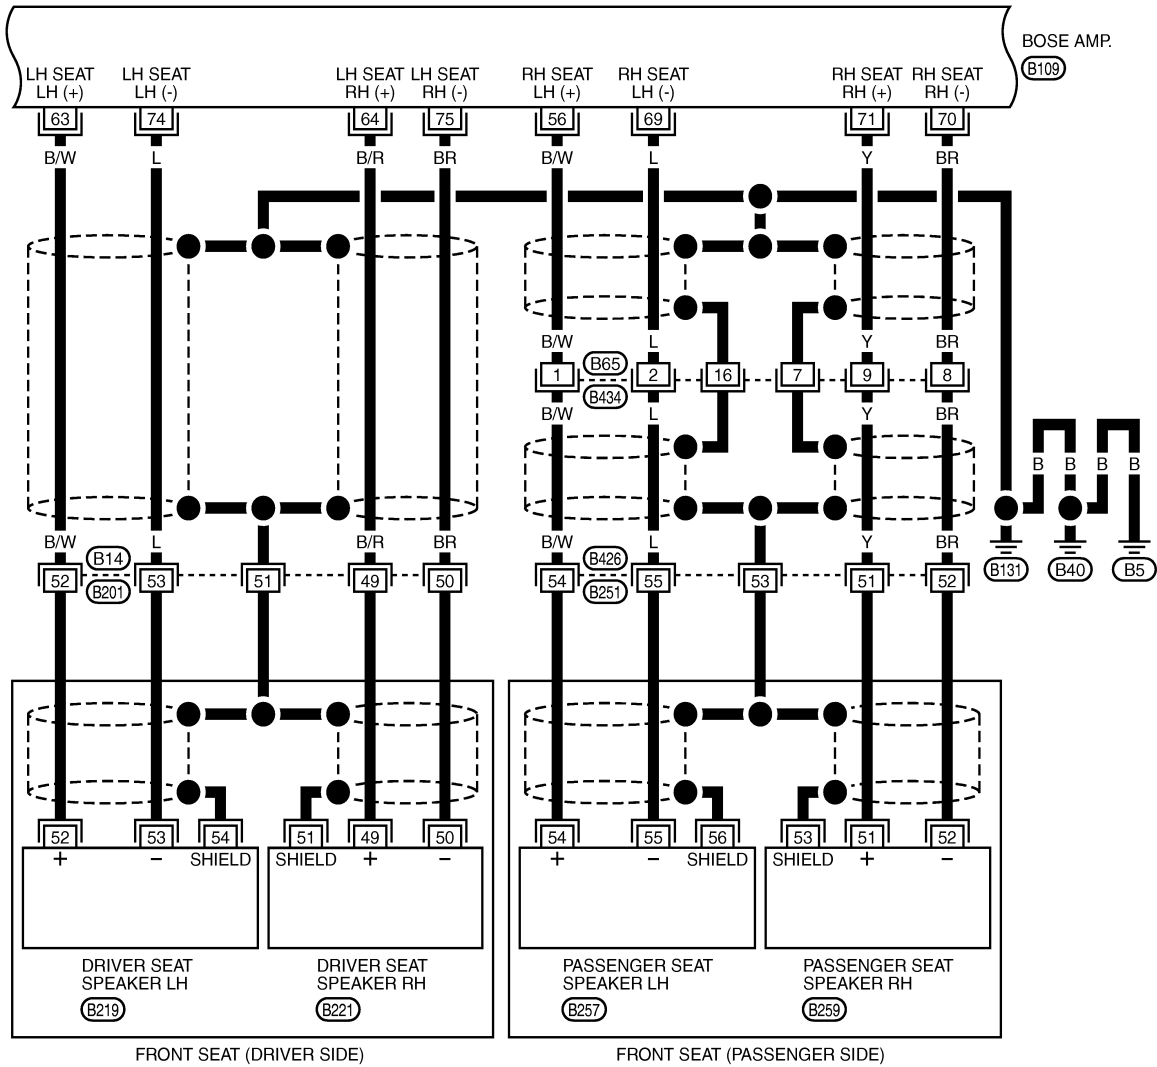 BOSE AMP.
B109
LH SEAT LH SEAT LH SEAT LH SEAT RH SEAT RH SEAT RH SEAT RH SEAT
LH (+) LH (-) RH (+) RH (-) LH (+) LH (-) RH (+) RH (-)
63 74 64 75 56 69 71 70
B/W L B/R BR B/W L Y BR
B/W L Y BR
B65
1 2 16 7 9 8
B434
B/W L Y BR
B B B B
B/W L B/R BR B/W L Y BR
B14 B426
B131 B40 B5
52 53 51 49 50 54 55 53 51 52
B201 B251
52 53 54 51 49 50 54 55 56 53 51 52
+ − SHIELD SHIELD + − + − SHIELD SHIELD + −
DRIVER SEAT DRIVER SEAT PASSENGER SEAT PASSENGER SEAT
SPEAKER LH SPEAKER RH SPEAKER LH SPEAKER RH
B219 B221 B257 B259
FRONT SEAT (DRIVER SIDE) FRONT SEAT (PASSENGER SIDE)